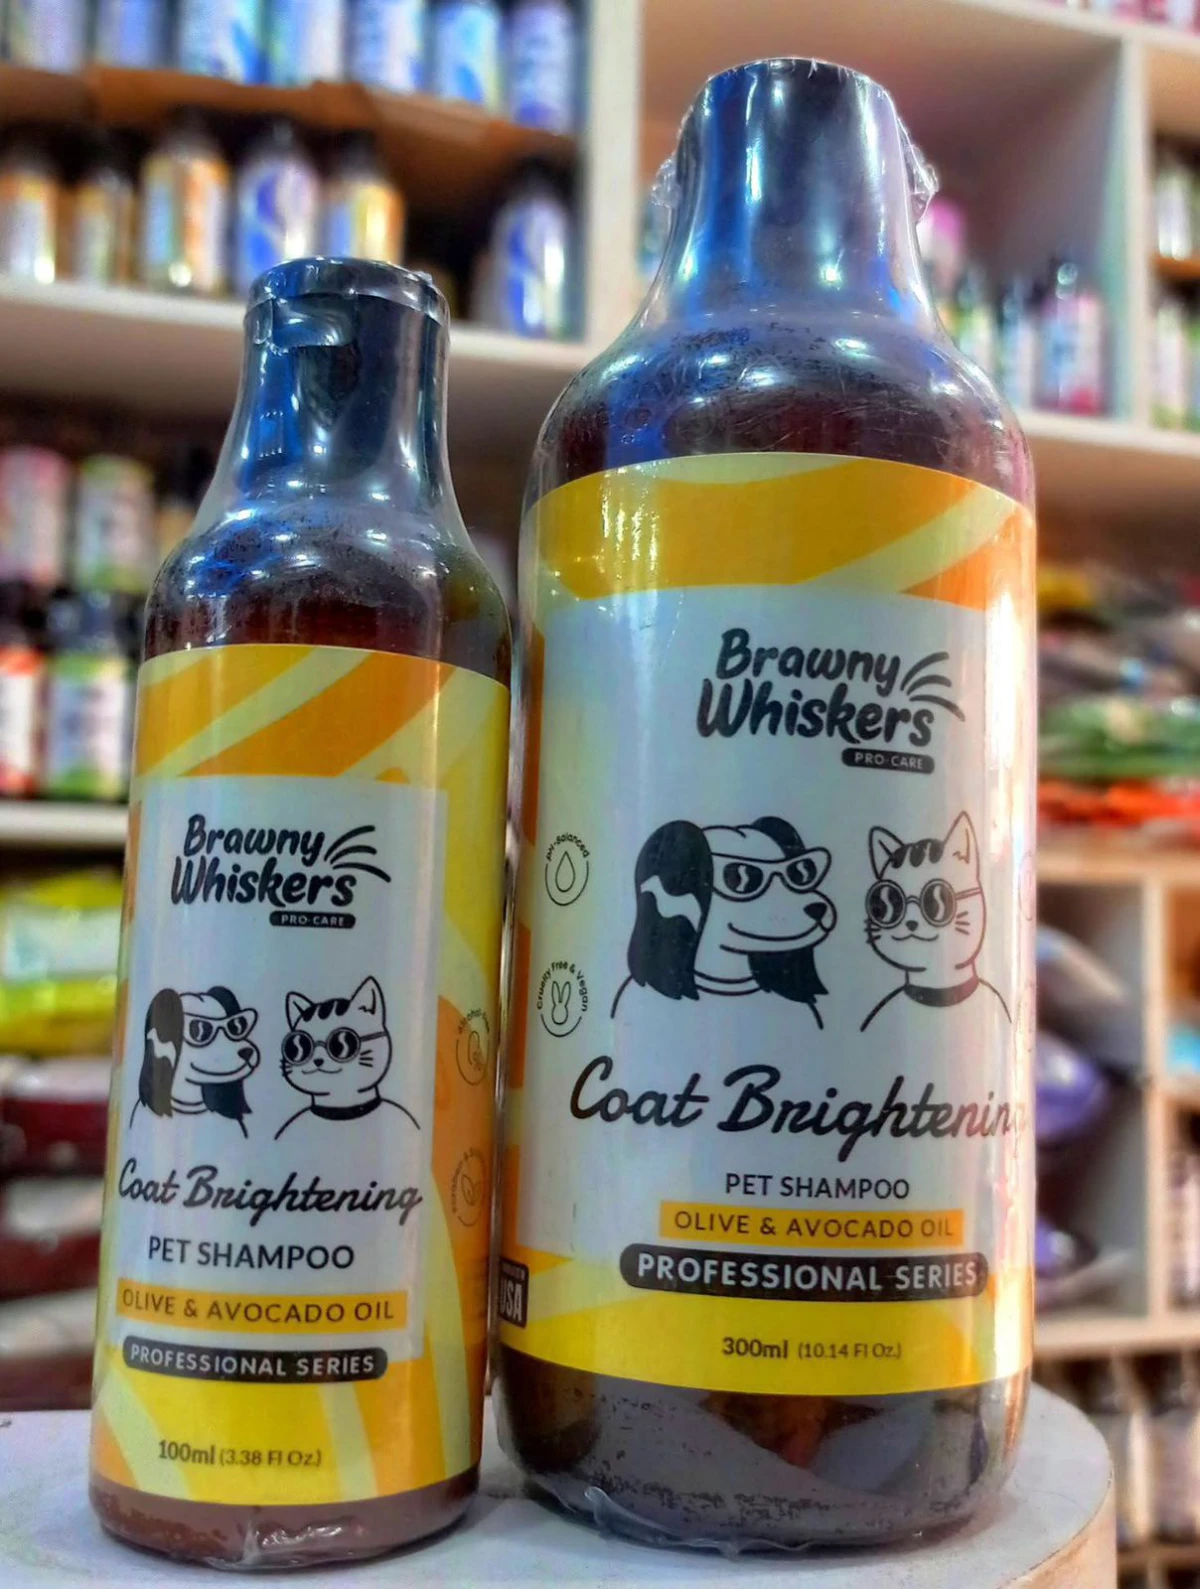 Brawny
Whiskers
PRO-CARE
Coat Brightening
PET SHAMPOO
OLIVE & AVOCADO OIL
PROFESSIONAL SERIES
100ml (3.38 Fl Oz.)
Brawny
Whiskers
PRO-CARE
pH-Balanced
Cruelty Free & Vegan
Coat Brightening
PET SHAMPOO
OLIVE & AVOCADO OIL
PROFESSIONAL SERIES
USA
300ml (10.14 Fl Oz.)